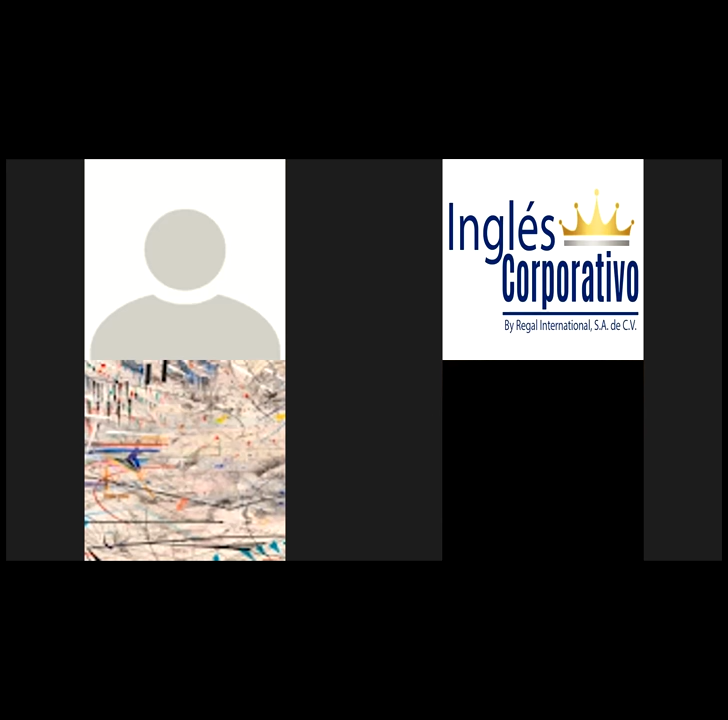 Inglés
Corporativo
By Regal International, S.A. de C.V.